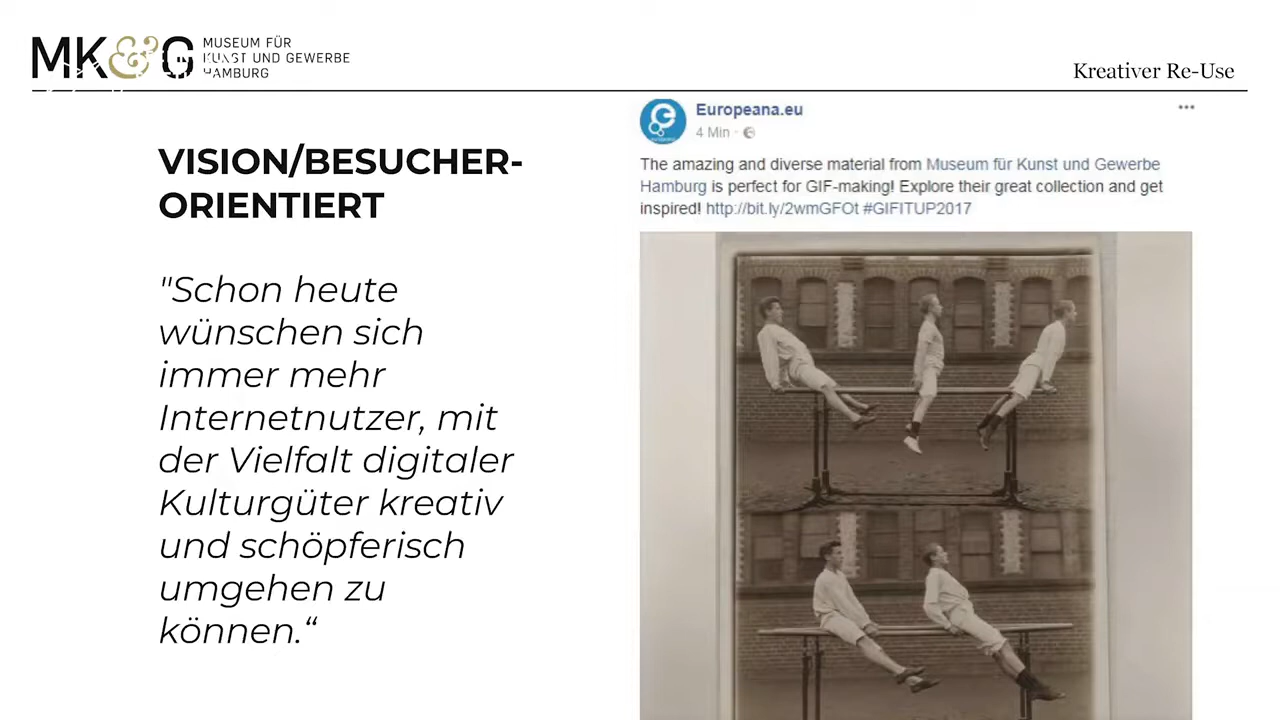 MK&G
MUSEUM FÜR
KUNST UND GEWERBE
HAMBURG
Kreativer Re-Use
VISION/BESUCHER-
ORIENTIERT
"Schon heute
wünschen sich
immer mehr
Internetnutzer, mit
der Vielfalt digitaler
Kulturgüter kreativ
und schöpferisch
umgehen zu
können.“
Europeana.eu
4 Min ·
The amazing and diverse material from Museum für Kunst und Gewerbe
Hamburg is perfect for GIF-making! Explore their great collection and get
inspired! http://bit.ly/2wmGFOt #GIFITUP2017